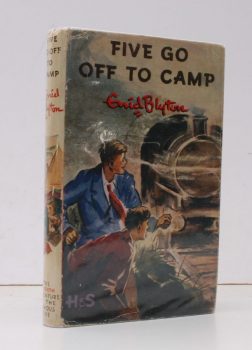 FIVE GO
OFF TO CAMP
Enid Blyton
H&S
FIVE
GO OFF
TO
CAMP
Enid
Blyton